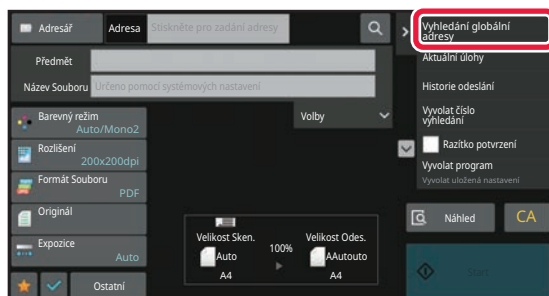 Adresář
Adresa
Stiskněte pro zadání adresy
Předmět
Název Souboru
Určeno pomocí systémových nastavení
Barevný režim
Auto/Mono2
Rozlišení
200x200dpi
Formát Souboru
PDF
Originál
Expozice
Auto
Ostatní
Volby
Velikost Sken.
Auto
A4
100%
Velikost Odes.
AAutouto
A4
Vyhledání globální
adresy
Aktuální úlohy
Historie odeslání
Vyvolat číslo
vyhledání
Razítko potvrzení
Vyvolat program
Vyvolat uložená nastavení
Náhled
CA
Start